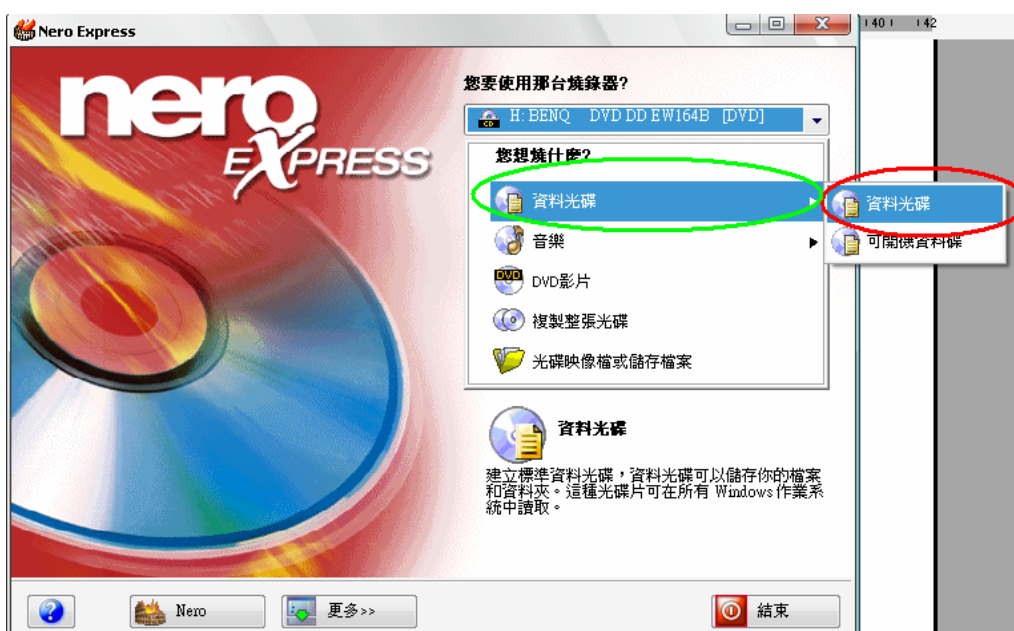 Nero Express
40 42
nero
EXPRESS
您要使用那台燒錄器?
CD H: BENQ DVD DD EW164B [DVD]
您想燒什麼?
資料光碟
資料光碟
音樂
可開機資料碟
DVD DVD影片
複製整張光碟
光碟映像檔或儲存檔案
資料光碟
建立標準資料光碟，資料光碟可以儲存你的檔案
和資料夾。這種光碟片可在所有 Windows 作業系
統中讀取。
? Nero 更多>> 結束